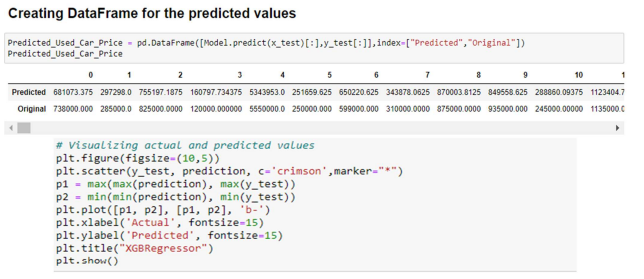 Creating DataFrame for the predicted values
Predicted_Used_Car_Price = pd.DataFrame([Model.predict(x_test)[:],y_test[:]],index=["Predicted","Original"])
Predicted_Used_Car_Price
0 1 2 3 4 5 6 7 8 9 10 1
Predicted 681073.375 297298.0 755197.1875 160797.734375 5343953.0 251659.625 650220.625 343878.0625 870003.8125 849558.625 288860.09375 1123404.7
Original 738000.000 285000.0 825000.0000 120000.000000 5550000.0 250000.000 599000.000 310000.0000 875000.0000 935000.000 245000.00000 1135000.0
# Visualizing actual and predicted values
plt.figure(figsize=(10,5))
plt.scatter(y_test, prediction, c='crimson',marker="*")
p1 = max(max(prediction), max(y_test))
p2 = min(min(prediction), min(y_test))
plt.plot([p1, p2], [p1, p2], 'b-')
plt.xlabel('Actual', fontsize=15)
plt.ylabel('Predicted', fontsize=15)
plt.title("XGBRegressor")
plt.show()